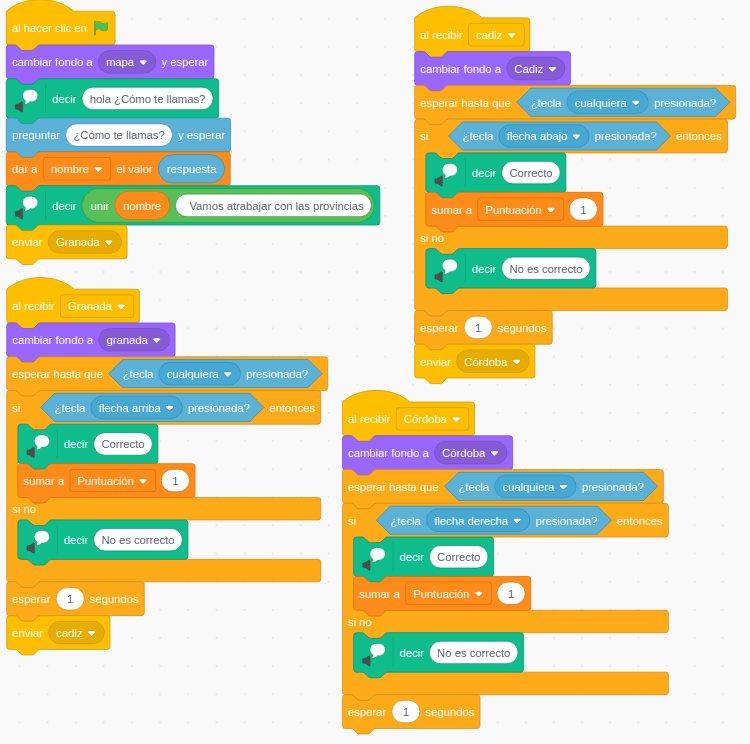 al hacer clic en
cambiar fondo a mapa y esperar
decir hola ¿Cómo te llamas?
preguntar ¿Cómo te llamas? y esperar
dar a nombre el valor respuesta
decir unir nombre Vamos atrabajar con las provincias
enviar Granada
al recibir Granada
cambiar fondo a granada
esperar hasta que ¿tecla cualquiera presionada?
si ¿tecla flecha arriba presionada? entonces
decir Correcto
sumar a Puntuación 1
si no
decir No es correcto
esperar 1 segundos
enviar cadiz
al recibir cadiz
cambiar fondo a Cadiz
esperar hasta que ¿tecla cualquiera presionada?
si ¿tecla flecha abajo presionada? entonces
decir Correcto
sumar a Puntuación 1
si no
decir No es correcto
esperar 1 segundos
enviar Córdoba
al recibir Córdoba
cambiar fondo a Córdoba
esperar hasta que ¿tecla cualquiera presionada?
si ¿tecla flecha derecha presionada? entonces
decir Correcto
sumar a Puntuación 1
si no
decir No es correcto
esperar 1 segundos